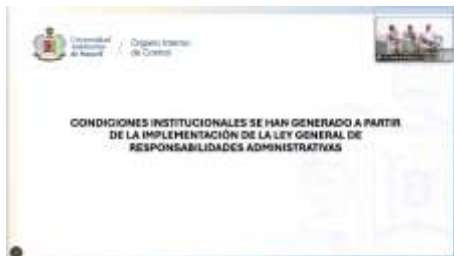 Universidad
Autónoma
de Nayarit
Órgano Interno
de Control
CONDICIONES INSTITUCIONALES SE HAN GENERADO A PARTIR
DE LA IMPLEMENTACIÓN DE LA LEY GENERAL DE
RESPONSABILIDADES ADMINISTRATIVAS